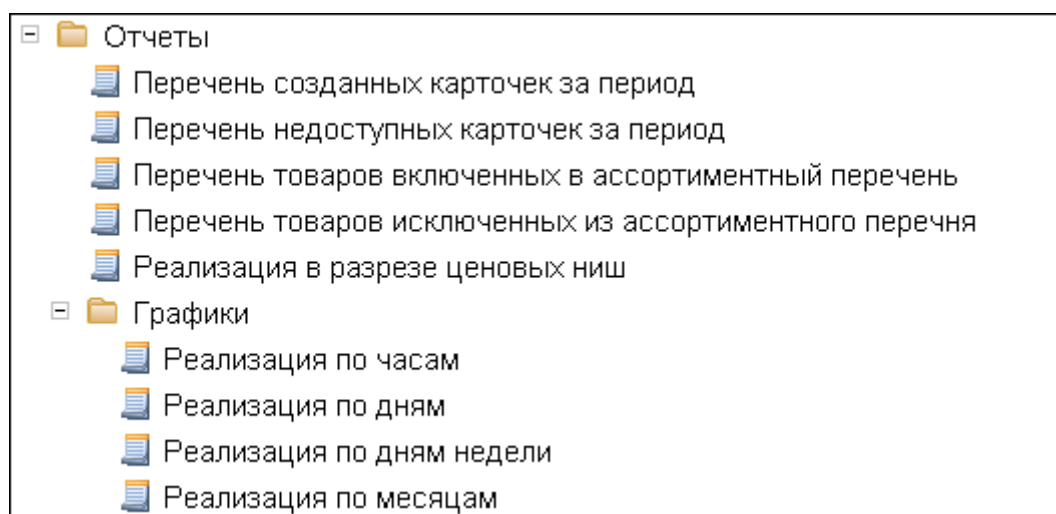 Отчеты
Перечень созданных карточек за период
Перечень недоступных карточек за период
Перечень товаров включенных в ассортиментный перечень
Перечень товаров исключенных из ассортиментного перечня
Реализация в разрезе ценовых ниш
Графики
Реализация по часам
Реализация по дням
Реализация по дням недели
Реализация по месяцам